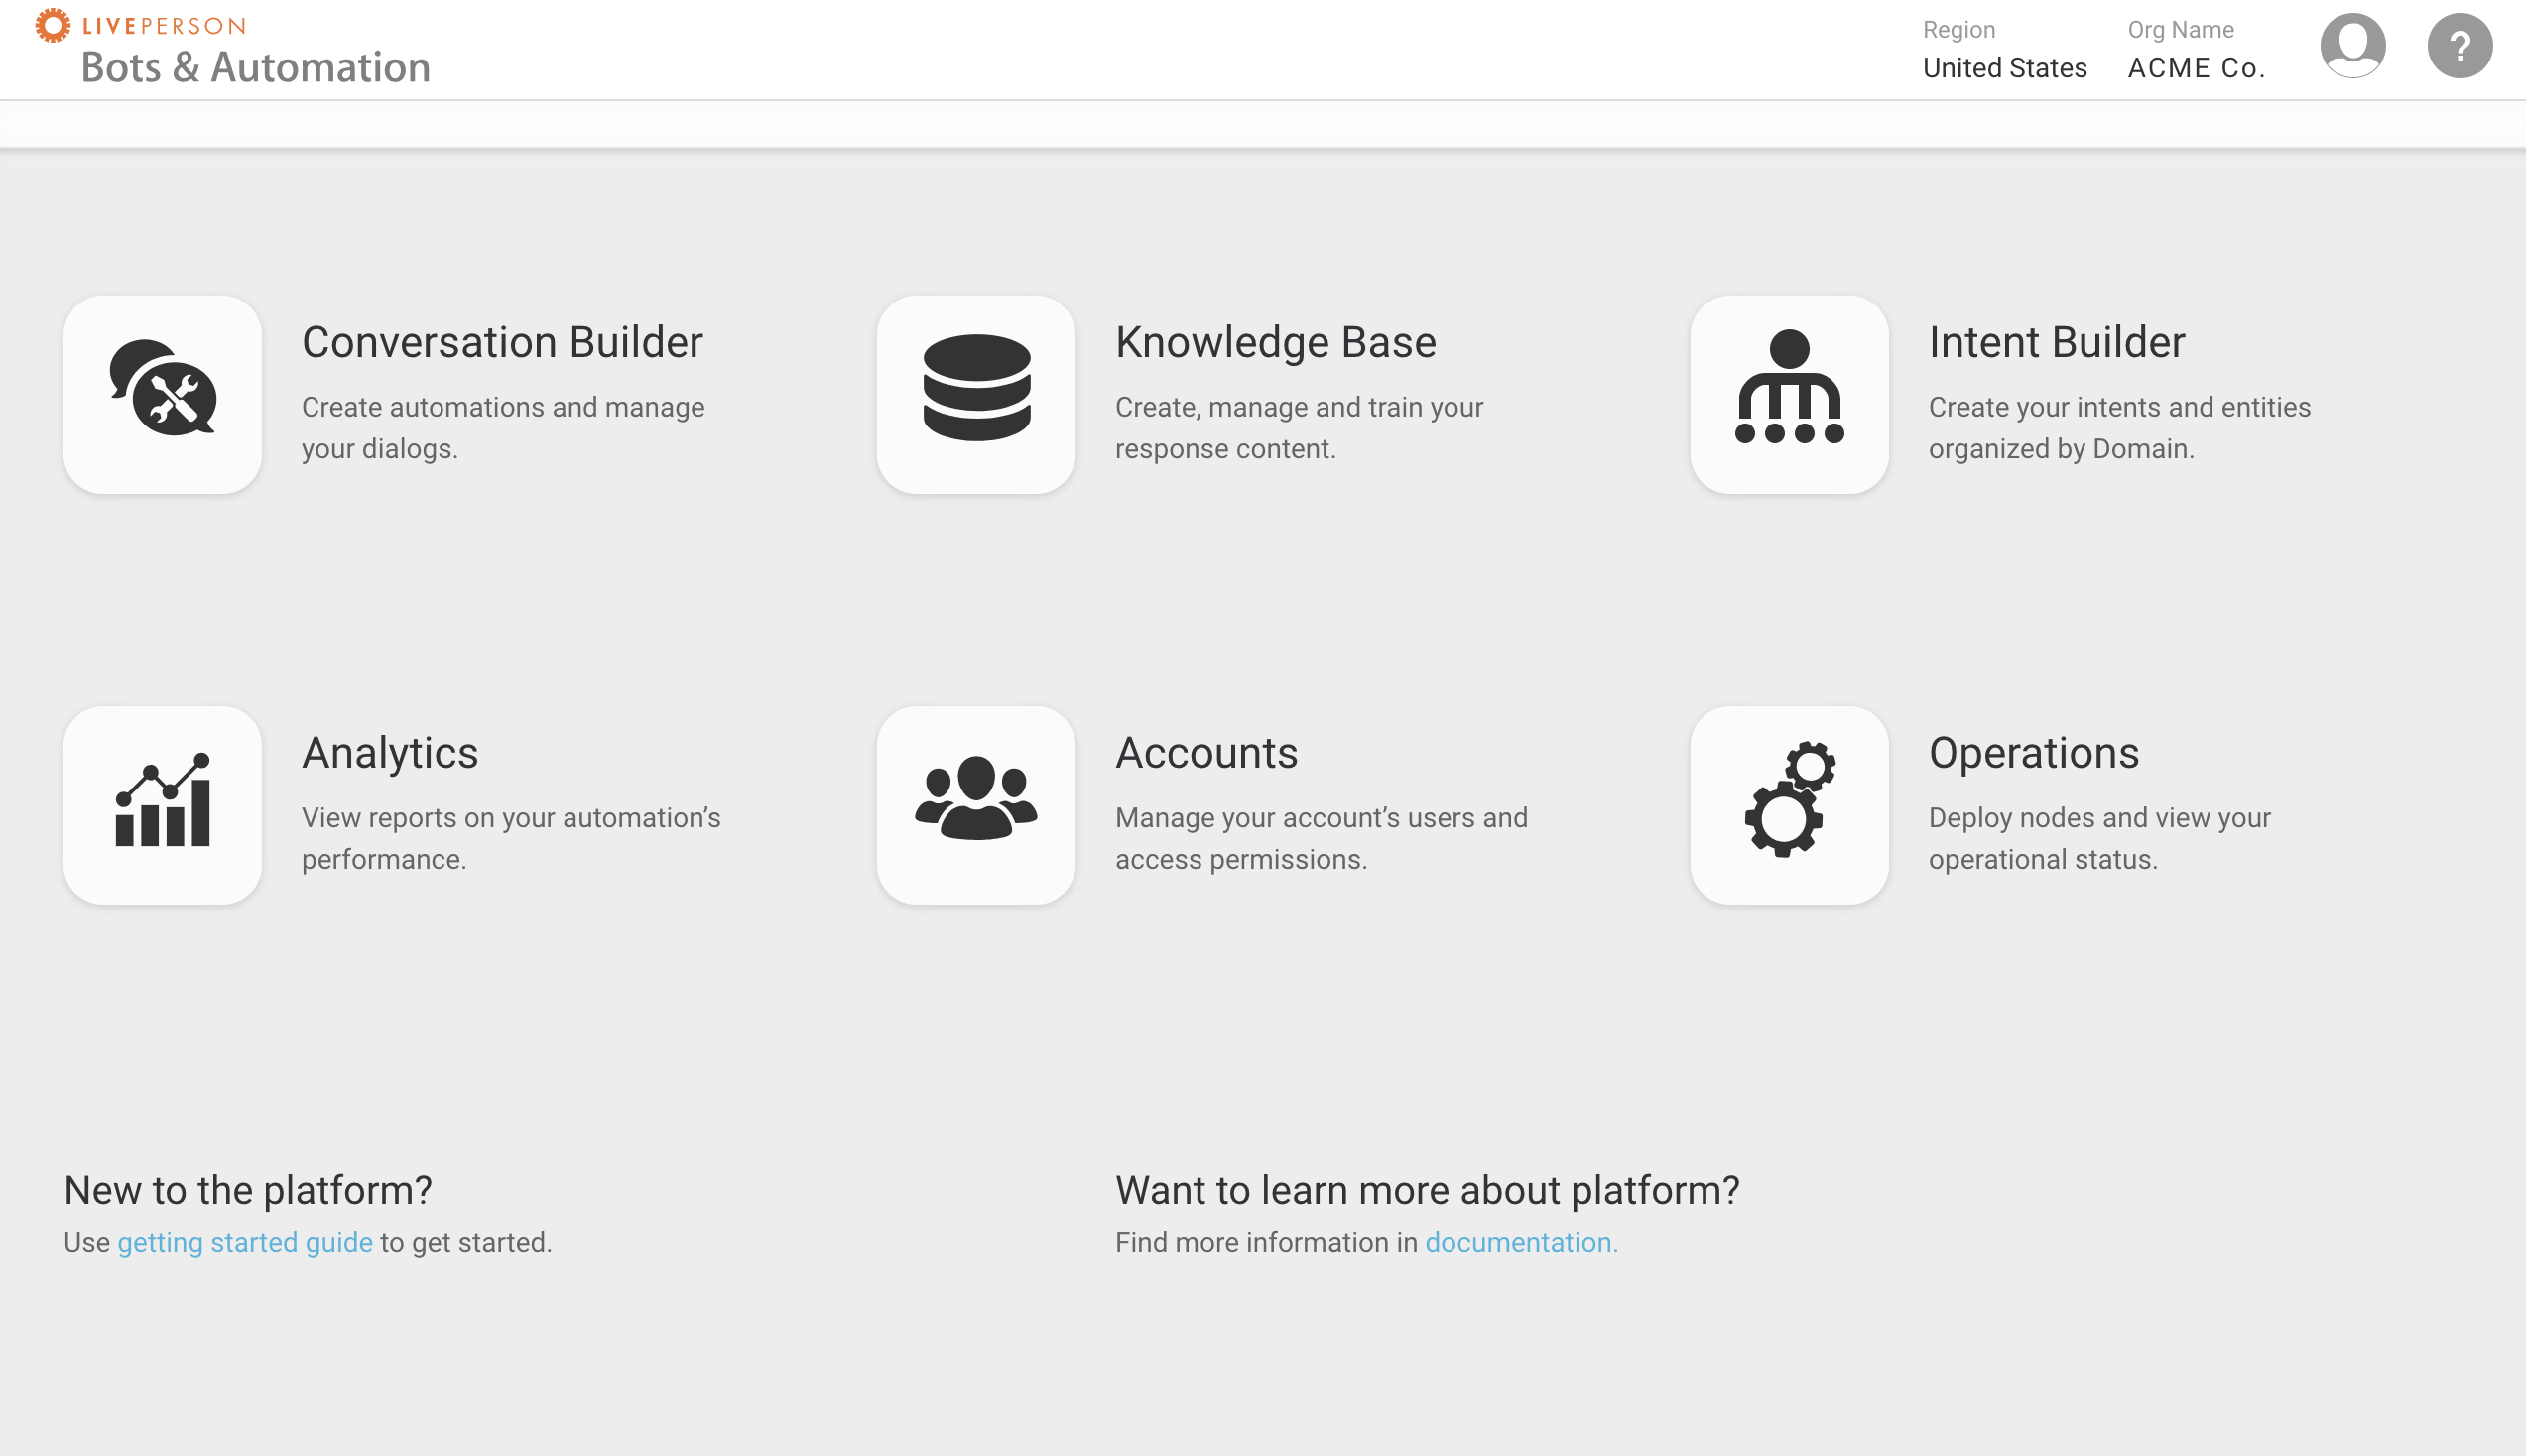 LIVEPERSON
Bots & Automation
Region
United States
Org Name
ACME Co.
?
Conversation Builder
Create automations and manage
your dialogs.
Knowledge Base
Create, manage and train your
response content.
Intent Builder
Create your intents and entities
organized by Domain.
Analytics
View reports on your automation’s
performance.
Accounts
Manage your account’s users and
access permissions.
Operations
Deploy nodes and view your
operational status.
New to the platform?
Use getting started guide to get started.
Want to learn more about platform?
Find more information in documentation.